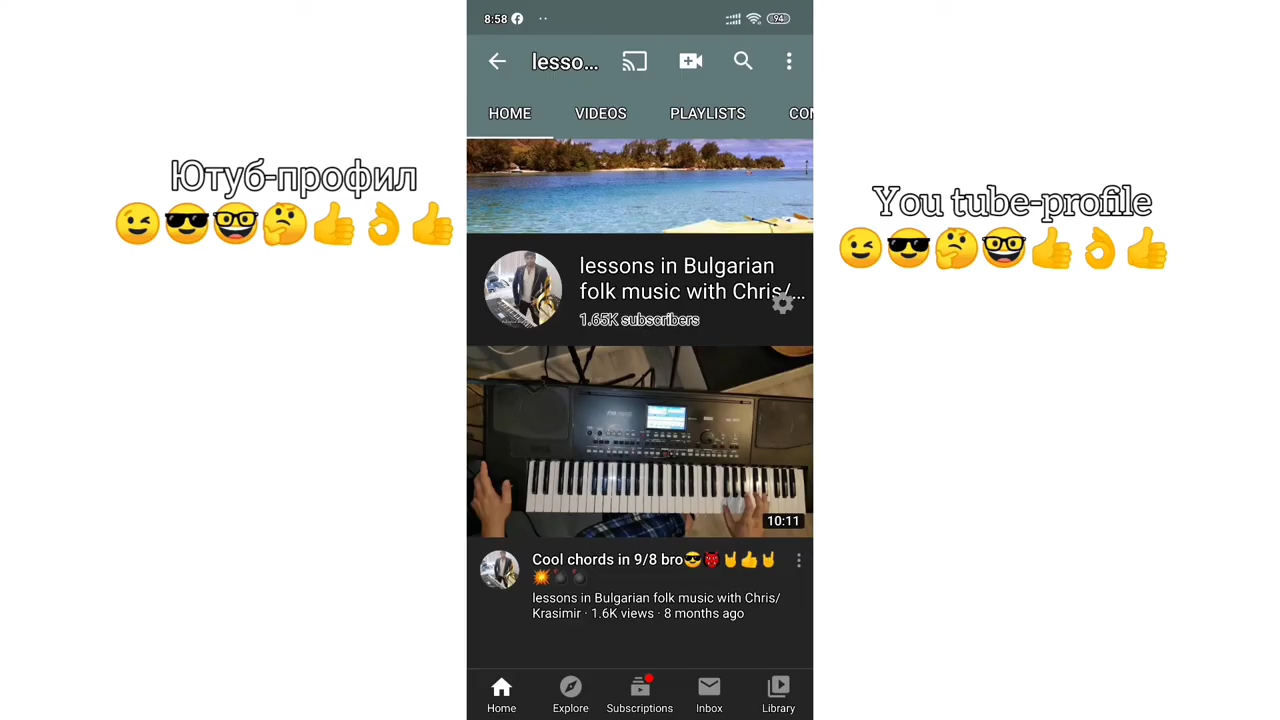 8:58
94
lesso...
HOME VIDEOS PLAYLISTS COM
Ютуб-профил
😉😎🤓🤔👍👌👍
You tube-profile
😉😎🤔🤓👍👌👍
lessons in Bulgarian
folk music with Chris/...
1.65K subscribers
10:11
Cool chords in 9/8 bro😎👹🤘👍🤘
💥💣💣
lessons in Bulgarian folk music with Chris/
Krasimir · 1.6K views · 8 months ago
Home Explore Subscriptions Inbox Library